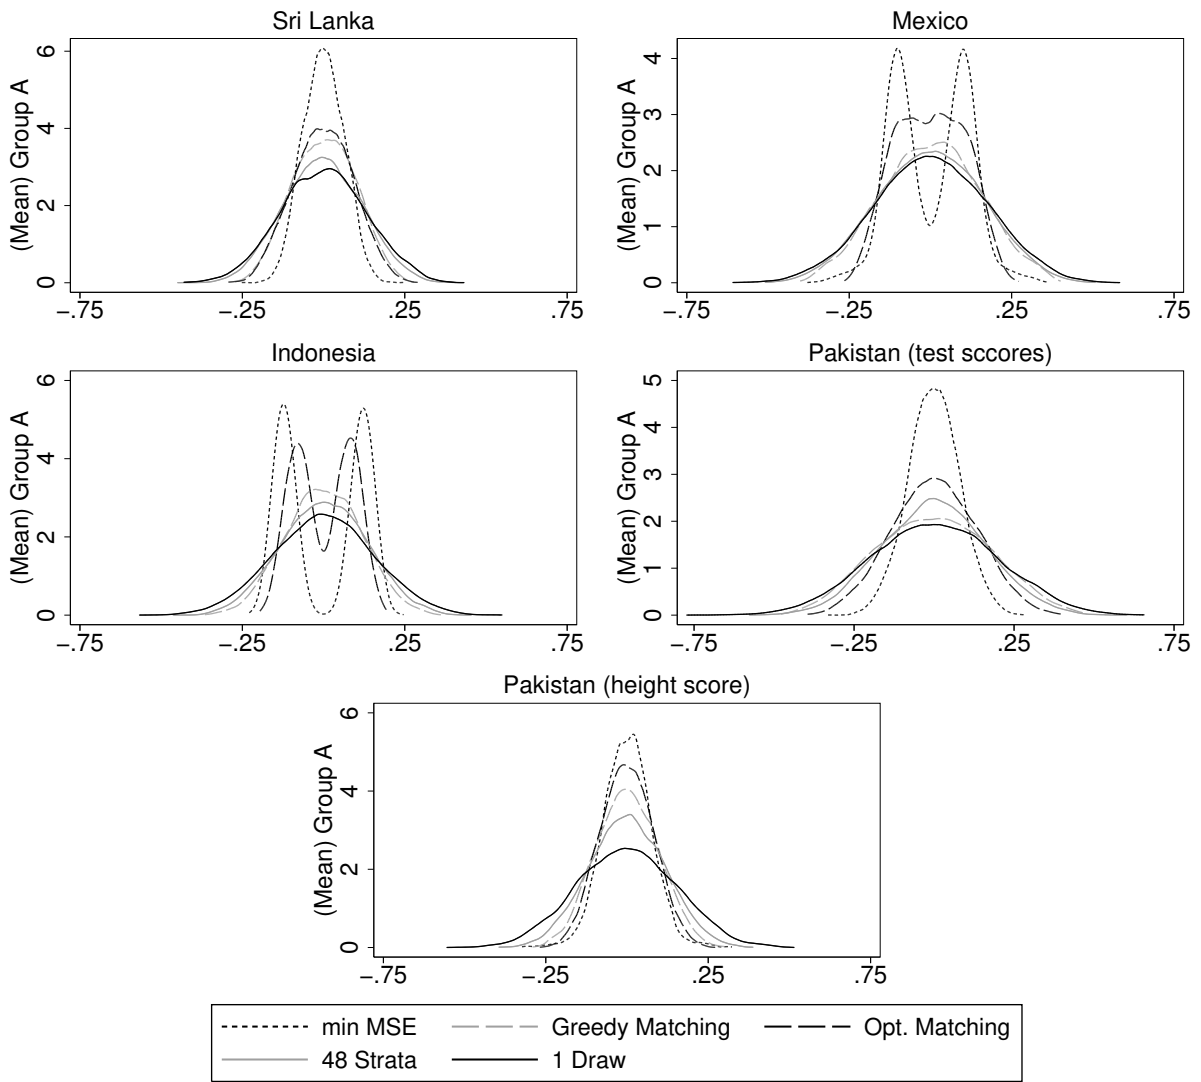 Sri Lanka
(Mean) Group A
0 2 4 6
−.75 −.25 .25 .75
Mexico
(Mean) Group A
0 1 2 3 4
−.75 −.25 .25 .75
Indonesia
(Mean) Group A
0 2 4 6
−.75 −.25 .25 .75
Pakistan (test sccores)
(Mean) Group A
0 1 2 3 4 5
−.75 −.25 .25 .75
Pakistan (height score)
(Mean) Group A
0 2 4 6
−.75 −.25 .25 .75
min MSE Greedy Matching Opt. Matching
48 Strata 1 Draw